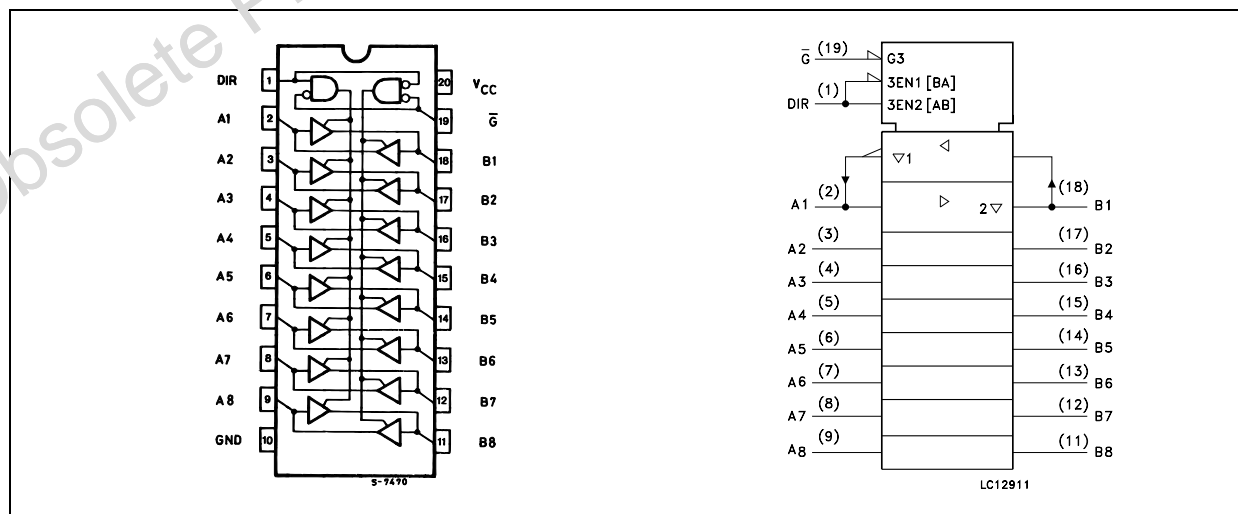 Obsolete P
DIR 1
A1 2
A2 3
A3 4
A4 5
A5 6
A6 7
A7 8
A8 9
GND 10
20 VCC
19 G̅
18 B1
17 B2
16 B3
15 B4
14 B5
13 B6
12 B7
11 B8
S-7470
G̅ (19) G3
3EN1 [BA]
DIR (1) 3EN2 [AB]
▽1 ◁
A1 (2) ▷ 2▽ (18) B1
A2 (3) (17) B2
A3 (4) (16) B3
A4 (5) (15) B4
A5 (6) (14) B5
A6 (7) (13) B6
A7 (8) (12) B7
A8 (9) (11) B8
LC12911